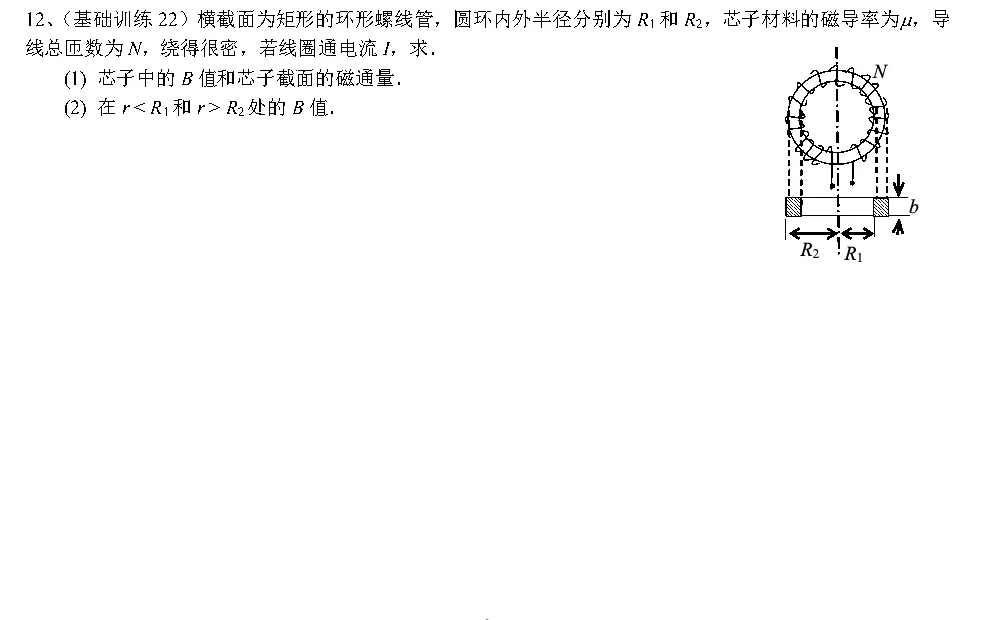 12、（基础训练 22）横截面为矩形的环形螺线管，圆环内外半径分别为 R₁ 和 R₂，芯子材料的磁导率为μ，导
线总匝数为 N，绕得很密，若线圈通电流 I，求．
(1) 芯子中的 B 值和芯子截面的磁通量．
(2) 在 r < R₁ 和 r > R₂ 处的 B 值．
N
b
R₂ R₁